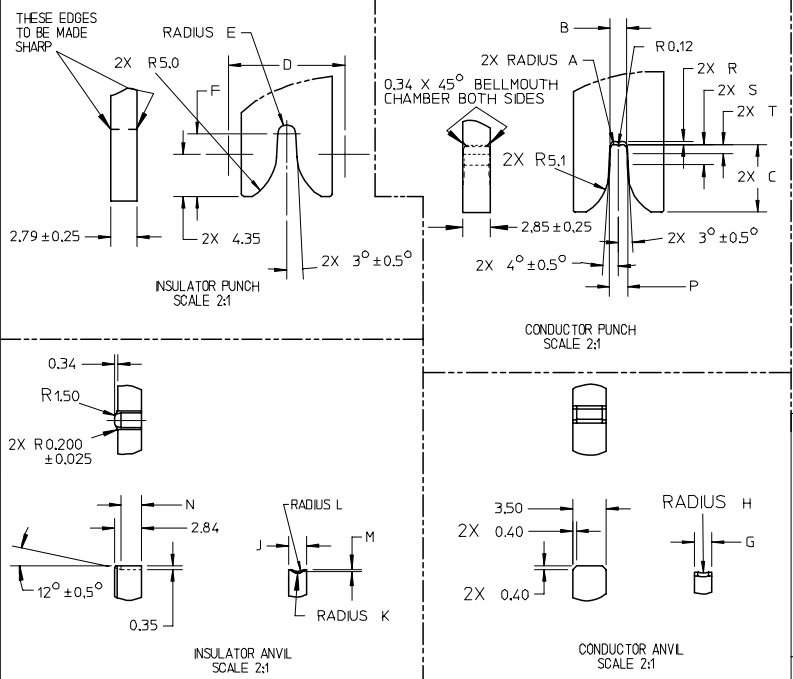 THESE EDGES
TO BE MADE
SHARP
RADIUS E
2X R5.0
D
F
2.79 ±0.25
2X 4.35
2X 3° ±0.5°
INSULATOR PUNCH
SCALE 2:1
B
R0.12
2X RADIUS A
2X R
2X S
2X T
0.34 X 45° BELLMOUTH
CHAMBER BOTH SIDES
2X R5.1
2X C
2.85 ±0.25
2X 3° ±0.5°
2X 4° ±0.5°
P
CONDUCTOR PUNCH
SCALE 2:1
0.34
R1.50
2X R0.200
±0.025
N
2.84
12° ±0.5°
0.35
RADIUS L
J
M
RADIUS K
INSULATOR ANVIL
SCALE 2:1
3.50
2X 0.40
2X 0.40
RADIUS H
G
CONDUCTOR ANVIL
SCALE 2:1